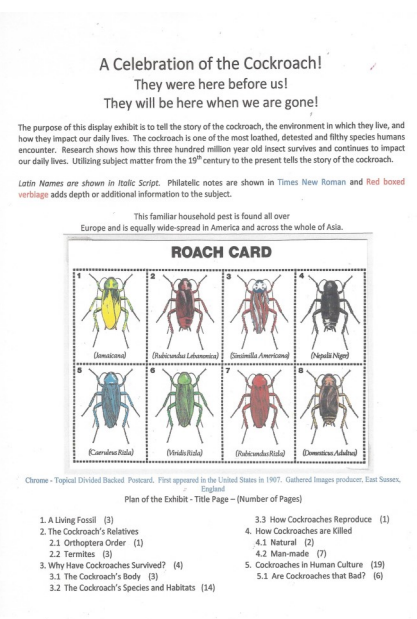 A Celebration of the Cockroach!
They were here before us!
They will be here when we are gone!
The purpose of this display exhibit is to tell the story of the cockroach, the environment in which they live, and
how they impact our daily lives. The cockroach is one of the most loathed, detested and filthy species humans
encounter. Research shows how this three hundred million year old insect survives and continues to impact
our daily lives. Utilizing subject matter from the 19th century to the present tells the story of the cockroach.
Latin Names are shown in Italic Script. Philatelic notes are shown in Times New Roman and Red boxed
verbiage adds depth or additional information to the subject.
This familiar household pest is found all over
Europe and is equally wide-spread in America and across the whole of Asia.
ROACH CARD
1 2 3 4
(Jamaicana) (Rubicundus Lebanonica) (Sinsimilla Americana) (Nepalii Nigre)
5 6 7 8
(Caeruleus Rizla) (Viridis Rizla) (Rubicundus Rizla) (Domesticus Adultus)
Chrome - Topical Divided Backed Postcard. First appeared in the United States in 1907. Gathered Images producer, East Sussex,
England
Plan of the Exhibit - Title Page – (Number of Pages)
1. A Living Fossil (3)
2. The Cockroach's Relatives
2.1 Orthoptera Order (1)
2.2 Termites (3)
3. Why Have Cockroaches Survived? (4)
3.1 The Cockroach's Body (3)
3.2 The Cockroach's Species and Habitats (14)
3.3 How Cockroaches Reproduce (1)
4. How Cockroaches are Killed
4.1 Natural (2)
4.2 Man-made (7)
5. Cockroaches in Human Culture (19)
5.1 Are Cockroaches that Bad? (6)